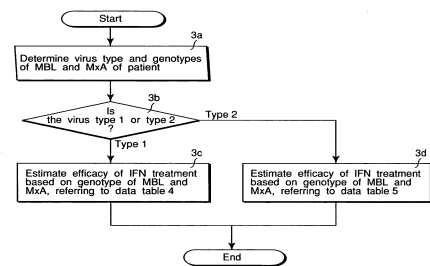 Start
3a
Determine virus type and genotypes
of MBL and MxA of patient
3b
Is
the virus type 1 or type 2
?
Type 2
Type 1
3c
Estimate efficacy of IFN treatment
based on genotype of MBL and
MxA, referring to data table 4
3d
Estimate efficacy of IFN treatment
based on genotype of MBL and
MxA, referring to data table 5
End